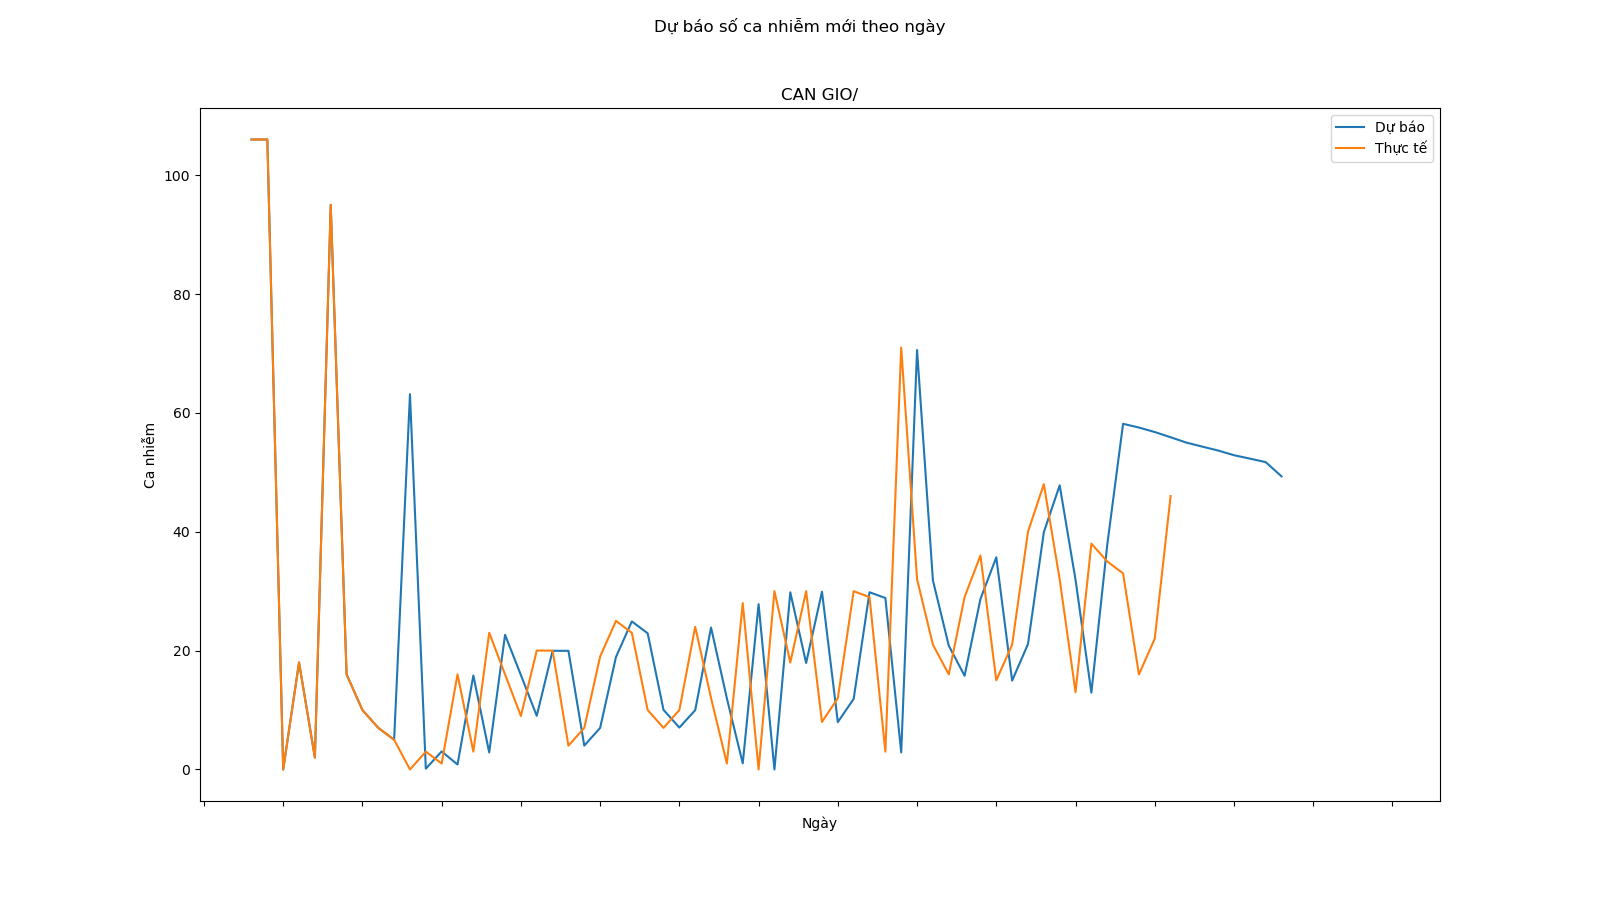 Dự báo số ca nhiễm mới theo ngày
CAN GIO/
Dự báo
Thực tế
100
80
60
40
20
0
Ca nhiễm
Ngày